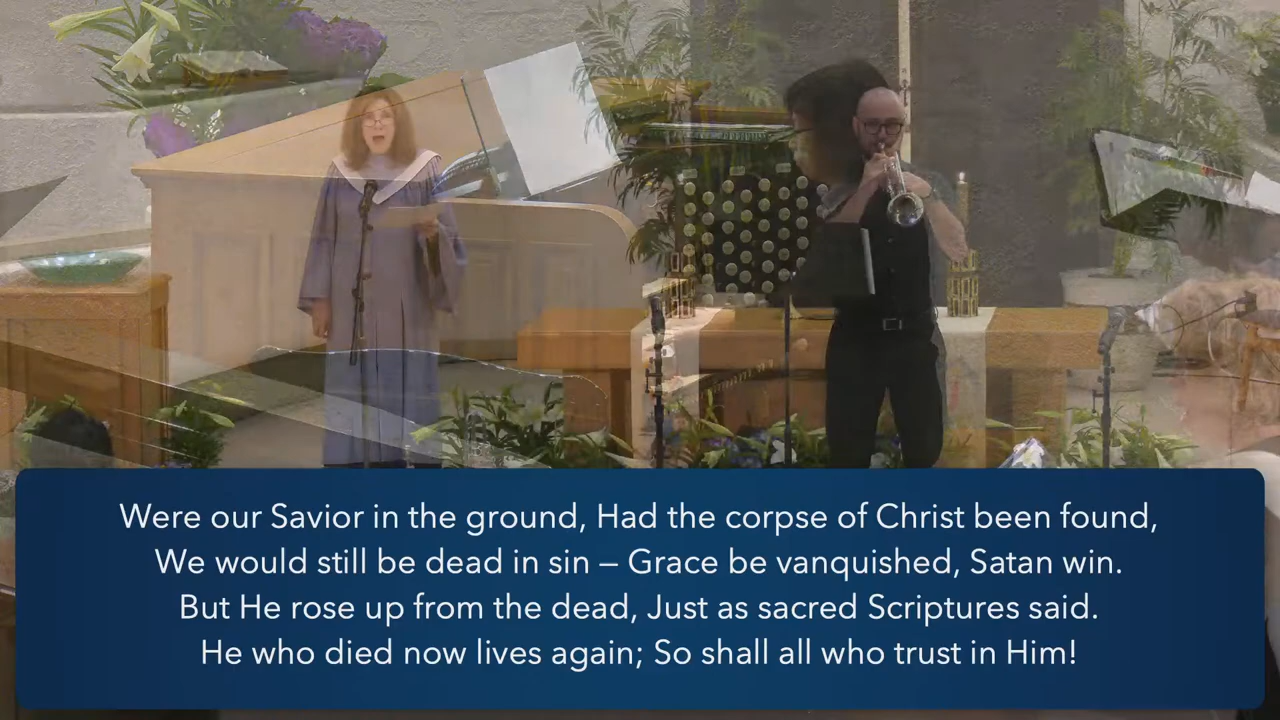 Were our Savior in the ground, Had the corpse of Christ been found,
We would still be dead in sin – Grace be vanquished, Satan win.
But He rose up from the dead, Just as sacred Scriptures said.
He who died now lives again; So shall all who trust in Him!